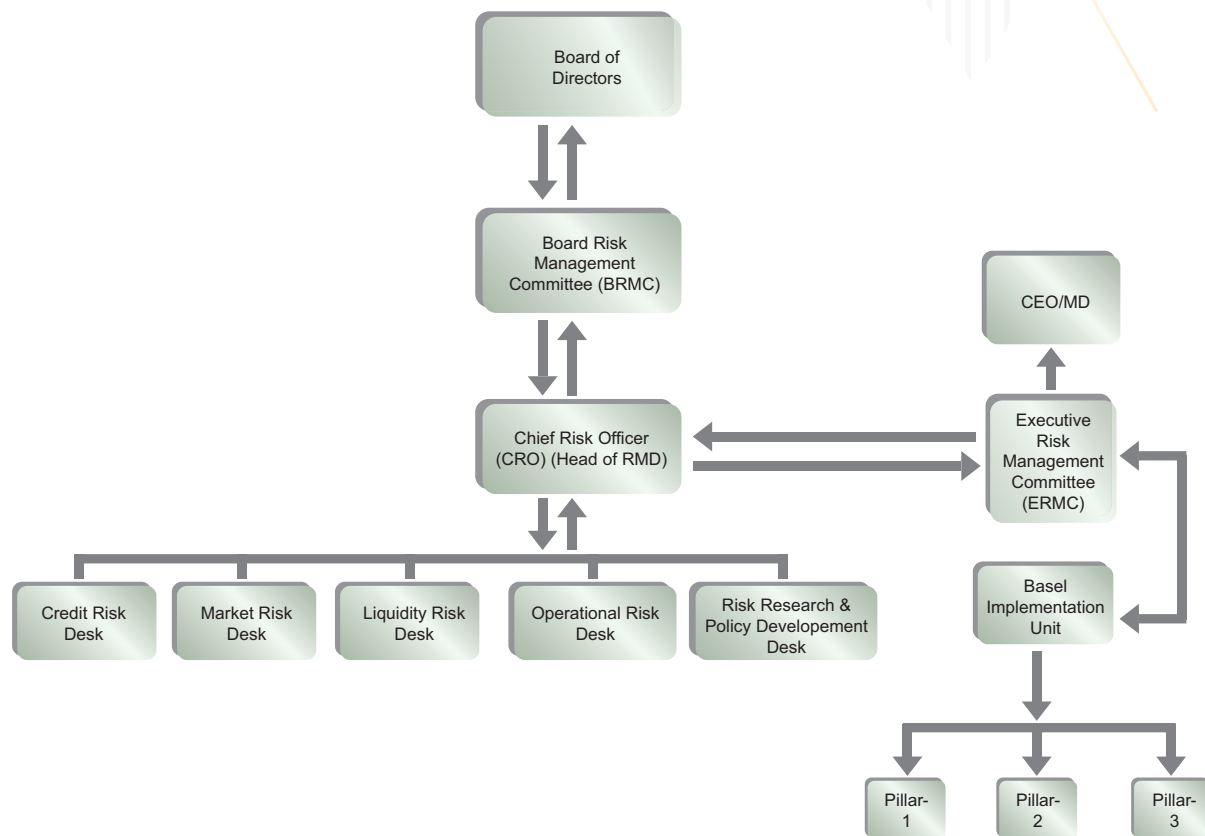 Board of
Directors
Board Risk
Management
Committee (BRMC)
CEO/MD
Chief Risk Officer
(CRO) (Head of RMD)
Executive
Risk
Management
Committee
(ERMC)
Credit Risk
Desk
Market Risk
Desk
Liquidity Risk
Desk
Operational Risk
Desk
Risk Research &
Policy Developement
Desk
Basel
Implementation
Unit
Pillar-
1
Pillar-
2
Pillar-
3